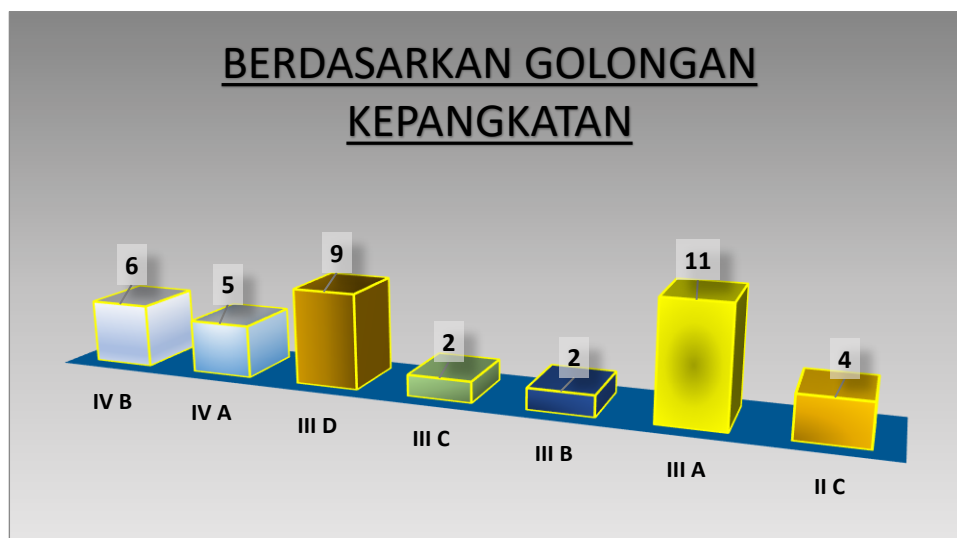 BERDASARKAN GOLONGAN
KEPANGKATAN
6
5
9
2
2
11
4
IV B
IV A
III D
III C
III B
III A
II C